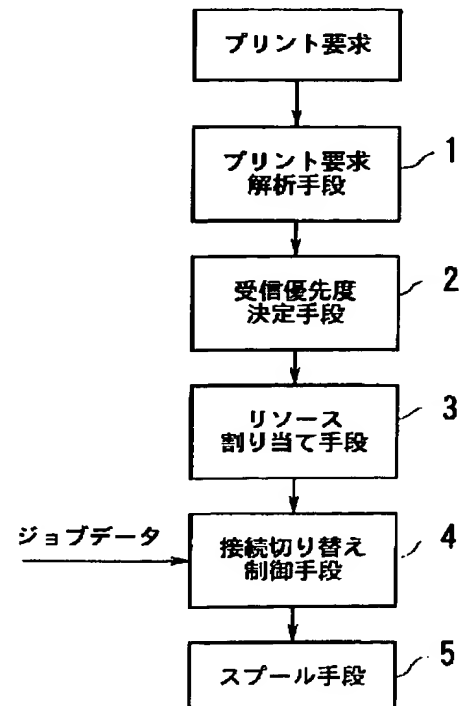 プリント要求
プリント要求
解析手段
1
受信優先度
決定手段
2
リソース
割り当て手段
3
ジョブデータ
接続切り替え
制御手段
4
スプール手段
5